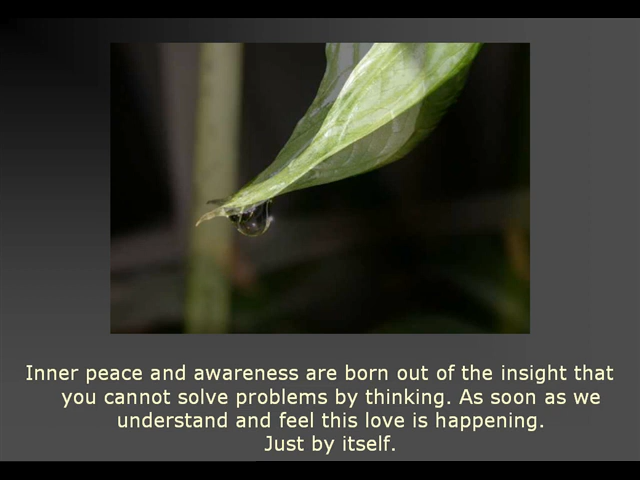 Inner peace and awareness are born out of the insight that
you cannot solve problems by thinking. As soon as we
understand and feel this love is happening.
Just by itself.